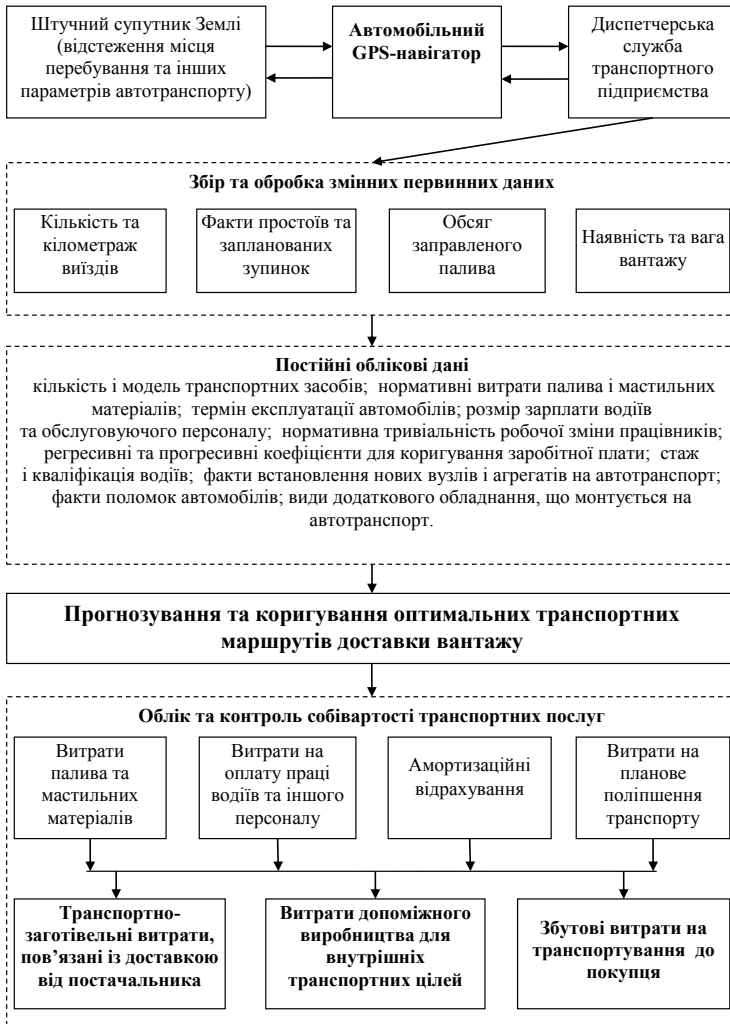 Штучний супутник Землі
(відстеження місця
перебування та інших
параметрів автотранспорту)
Автомобільний
GPS-навігатор
Диспетчерська
служба
транспортного
підприємства
Збір та обробка змінних первинних даних
Кількість та
кілометраж
виїздів
Факти простоїв та
запланованих
зупинок
Обсяг
заправленого
палива
Наявність та вага
вантажу
Постійні облікові дані
кількість і модель транспортних засобів; нормативні витрати палива і мастильних
матеріалів; термін експлуатації автомобілів; розмір зарплати водіїв
та обслуговуючого персоналу; нормативна тривіальність робочої зміни працівників;
регресивні та прогресивні коефіцієнти для коригування заробітної плати; стаж
і кваліфікація водіїв; факти встановлення нових вузлів і агрегатів на автотранспорт;
факти поломок автомобілів; види додаткового обладнання, що монтується на
автотранспорт.
Прогнозування та коригування оптимальних транспортних
маршрутів доставки вантажу
Облік та контроль собівартості транспортних послуг
Витрати
палива та
мастильних
матеріалів
Витрати на
оплату праці
водіїв та іншого
персоналу
Амортизаційні
відрахування
Витрати на
планове
поліпшення
транспорту
Транспортно-
заготівельні витрати,
пов’язані із доставкою
від постачальника
Витрати допоміжного
виробництва для
внутрішніх
транспортних цілей
Збутові витрати на
транспортування до
покупця